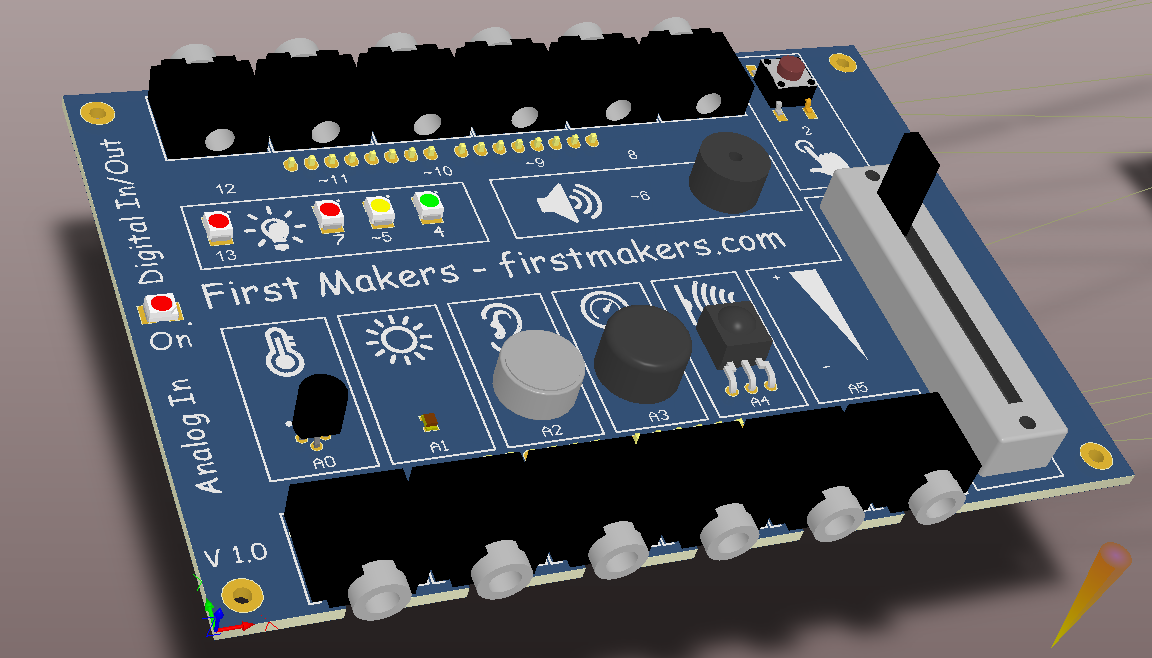 2
8
~9
~10
~11
12
~6
4
~5
7
13
Digital In/Out
First Makers - firstmakers.com
On
+
-
A5
A4
A3
A2
A1
A0
Analog In
V 1.0